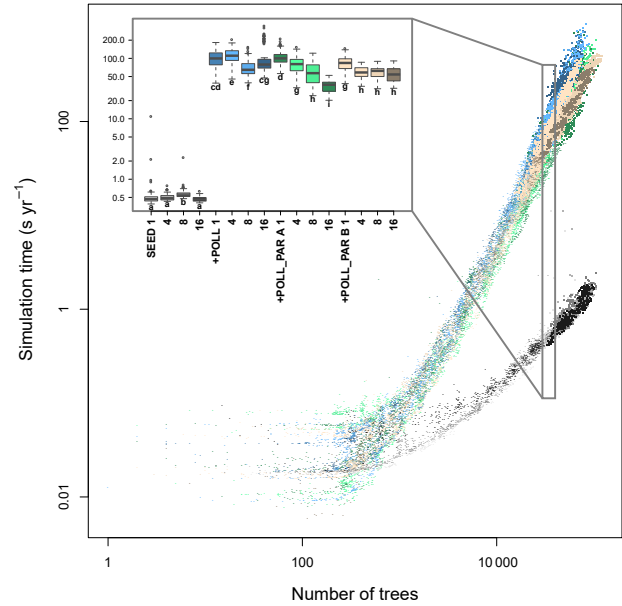 200.0
100.0
50.0
20.0
10.0
5.0
2.0
1.0
0.5
a
a
b
a
cd
e
f
cg
d
g
h
i
g
h
h
h
SEED 1
4
8
16
+POLL 1
4
8
16
+POLL_PAR A 1
4
8
16
+POLL_PAR B 1
4
8
16
100
1
0.01
Simulation time (s yr⁻¹)
1
100
10 000
Number of trees